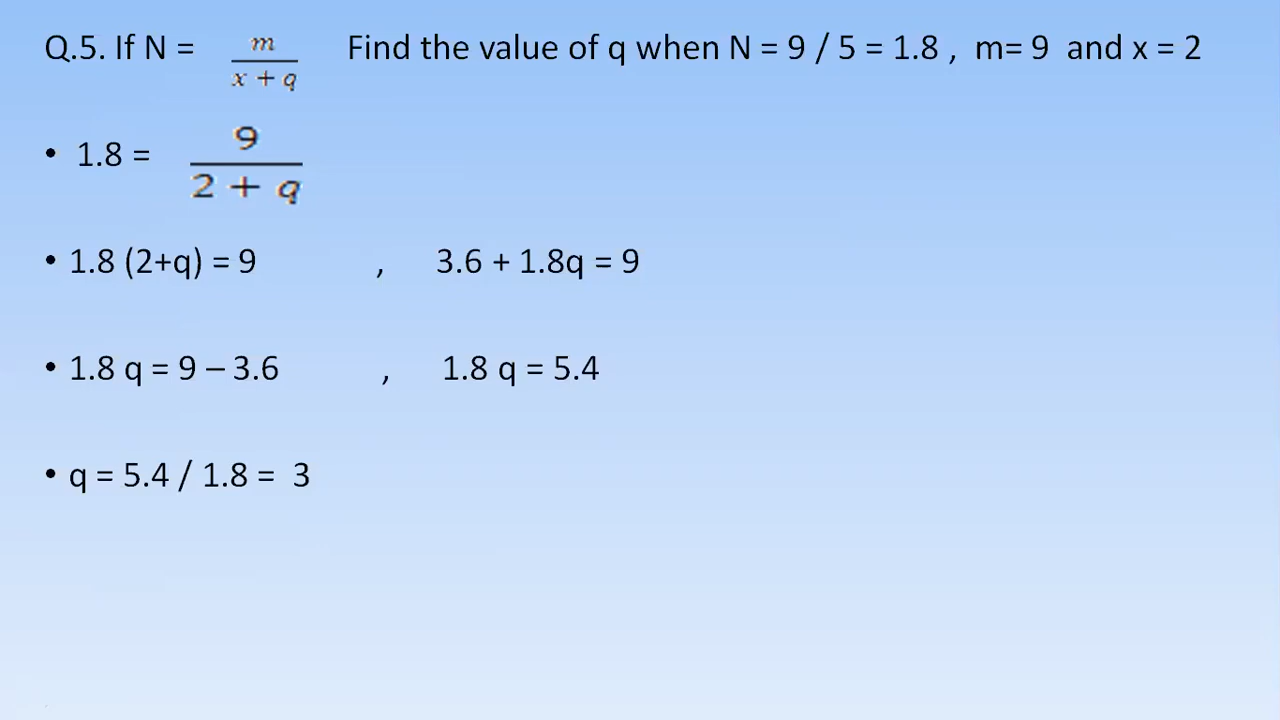 Q.5. If N = m / x + q Find the value of q when N = 9 / 5 = 1.8 , m= 9 and x = 2
• 1.8 = 9 / 2 + q
• 1.8 (2+q) = 9 , 3.6 + 1.8q = 9
• 1.8 q = 9 – 3.6 , 1.8 q = 5.4
• q = 5.4 / 1.8 = 3